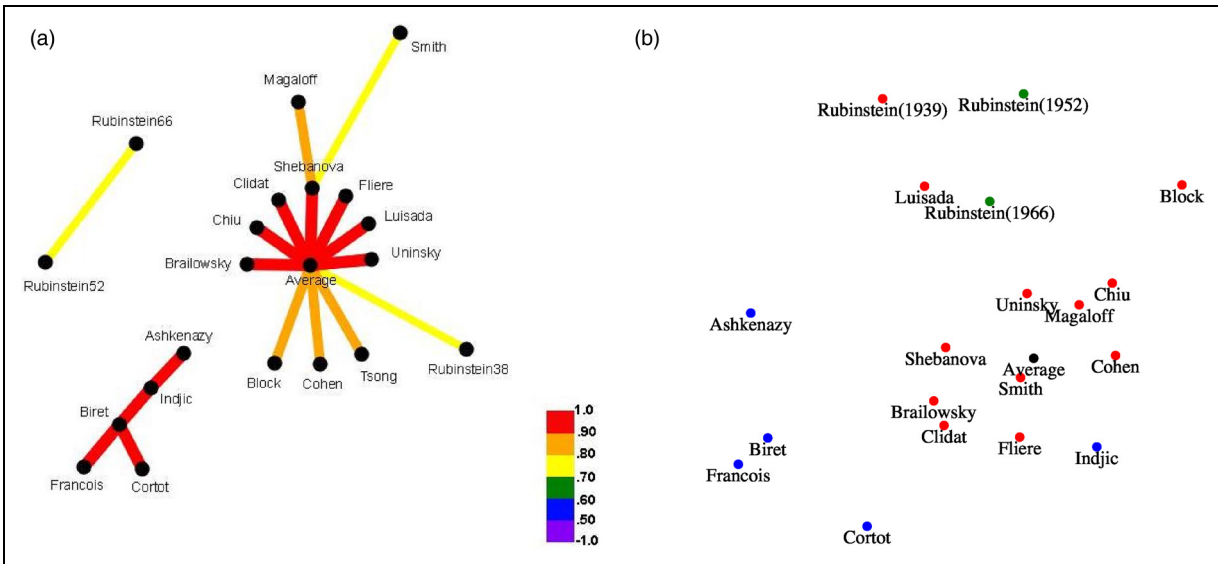 (a)
Smith
Magaloff
Rubinstein66
Shebanova
Clidat
Fliere
Chiu
Luisada
Uninsky
Brailowsky
Average
Rubinstein52
Ashkenazy
Block
Cohen
Tsong
Rubinstein38
Indjic
Biret
Francois
Cortot
1.0
.90
.80
.70
.60
.50
-1.0
(b)
Rubinstein(1939)
Rubinstein(1952)
Luisada
Rubinstein(1966)
Block
Chiu
Uninsky
Magaloff
Ashkenazy
Shebanova
Average
Cohen
Smith
Brailowsky
Clidat
Fliere
Indjic
Biret
Francois
Cortot